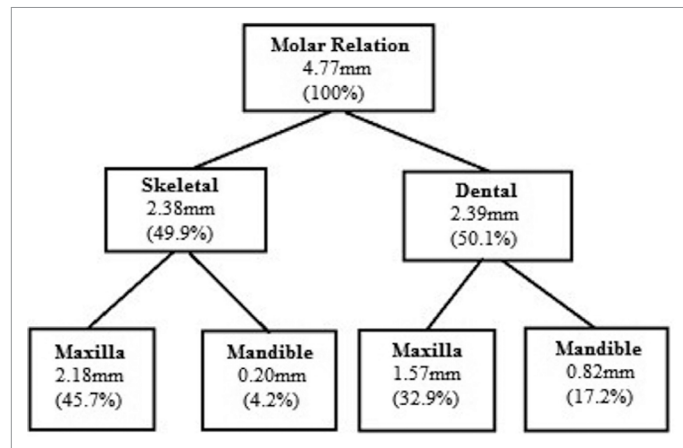 Molar Relation
4.77mm
(100%)
Skeletal
2.38mm
(49.9%)
Dental
2.39mm
(50.1%)
Maxilla
2.18mm
(45.7%)
Mandible
0.20mm
(4.2%)
Maxilla
1.57mm
(32.9%)
Mandible
0.82mm
(17.2%)